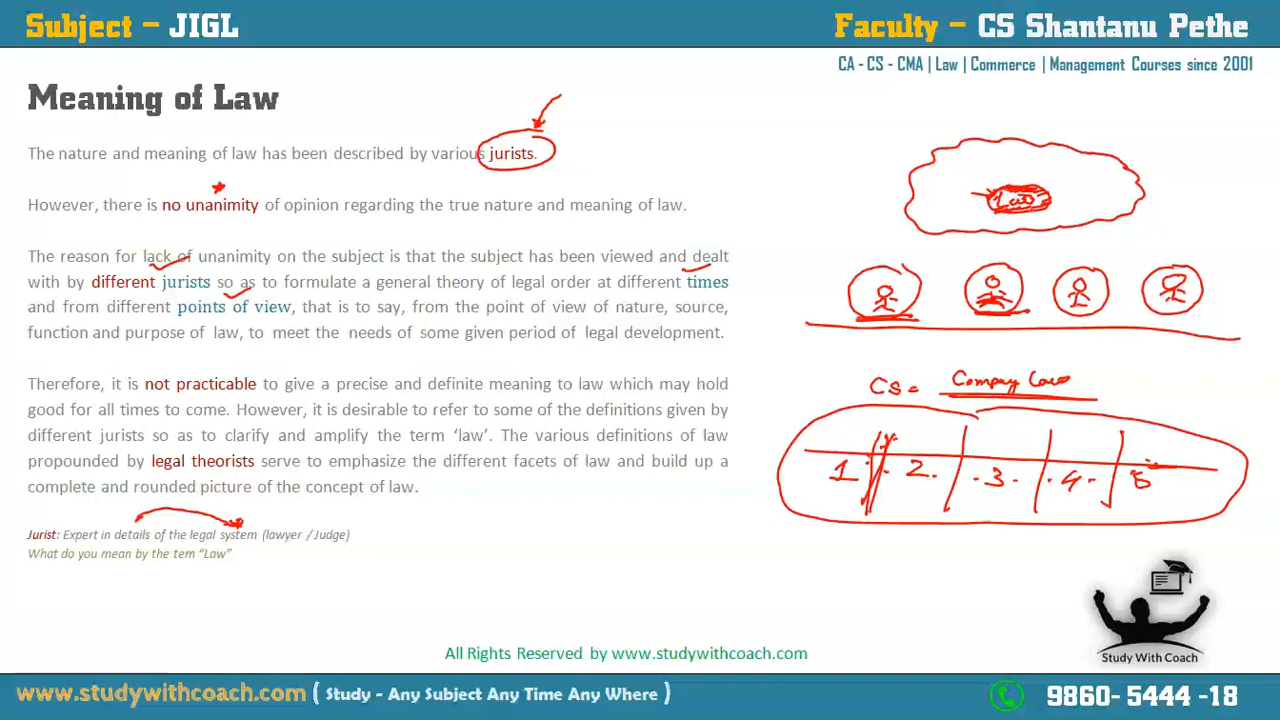 Subject – JIGL
Faculty – CS Shantanu Pethe
CA - CS - CMA | Law | Commerce | Management Courses since 2001
Meaning of Law
The nature and meaning of law has been described by various jurists.
However, there is no unanimity of opinion regarding the true nature and meaning of law.
The reason for lack of unanimity on the subject is that the subject has been viewed and dealt
with by different jurists so as to formulate a general theory of legal order at different times
and from different points of view, that is to say, from the point of view of nature, source,
function and purpose of law, to meet the needs of some given period of legal development.
Therefore, it is not practicable to give a precise and definite meaning to law which may hold
good for all times to come. However, it is desirable to refer to some of the definitions given by
different jurists so as to clarify and amplify the term ‘law’. The various definitions of law
propounded by legal theorists serve to emphasize the different facets of law and build up a
complete and rounded picture of the concept of law.
Jurist: Expert in details of the legal system (lawyer / Judge)
What do you mean by the tem “Law”
Law
CS = Company Law
1 2. .3. .4. 5
Study With Coach
All Rights Reserved by www.studywithcoach.com
www.studywithcoach.com ( Study - Any Subject Any Time Any Where )
9860- 5444 -18